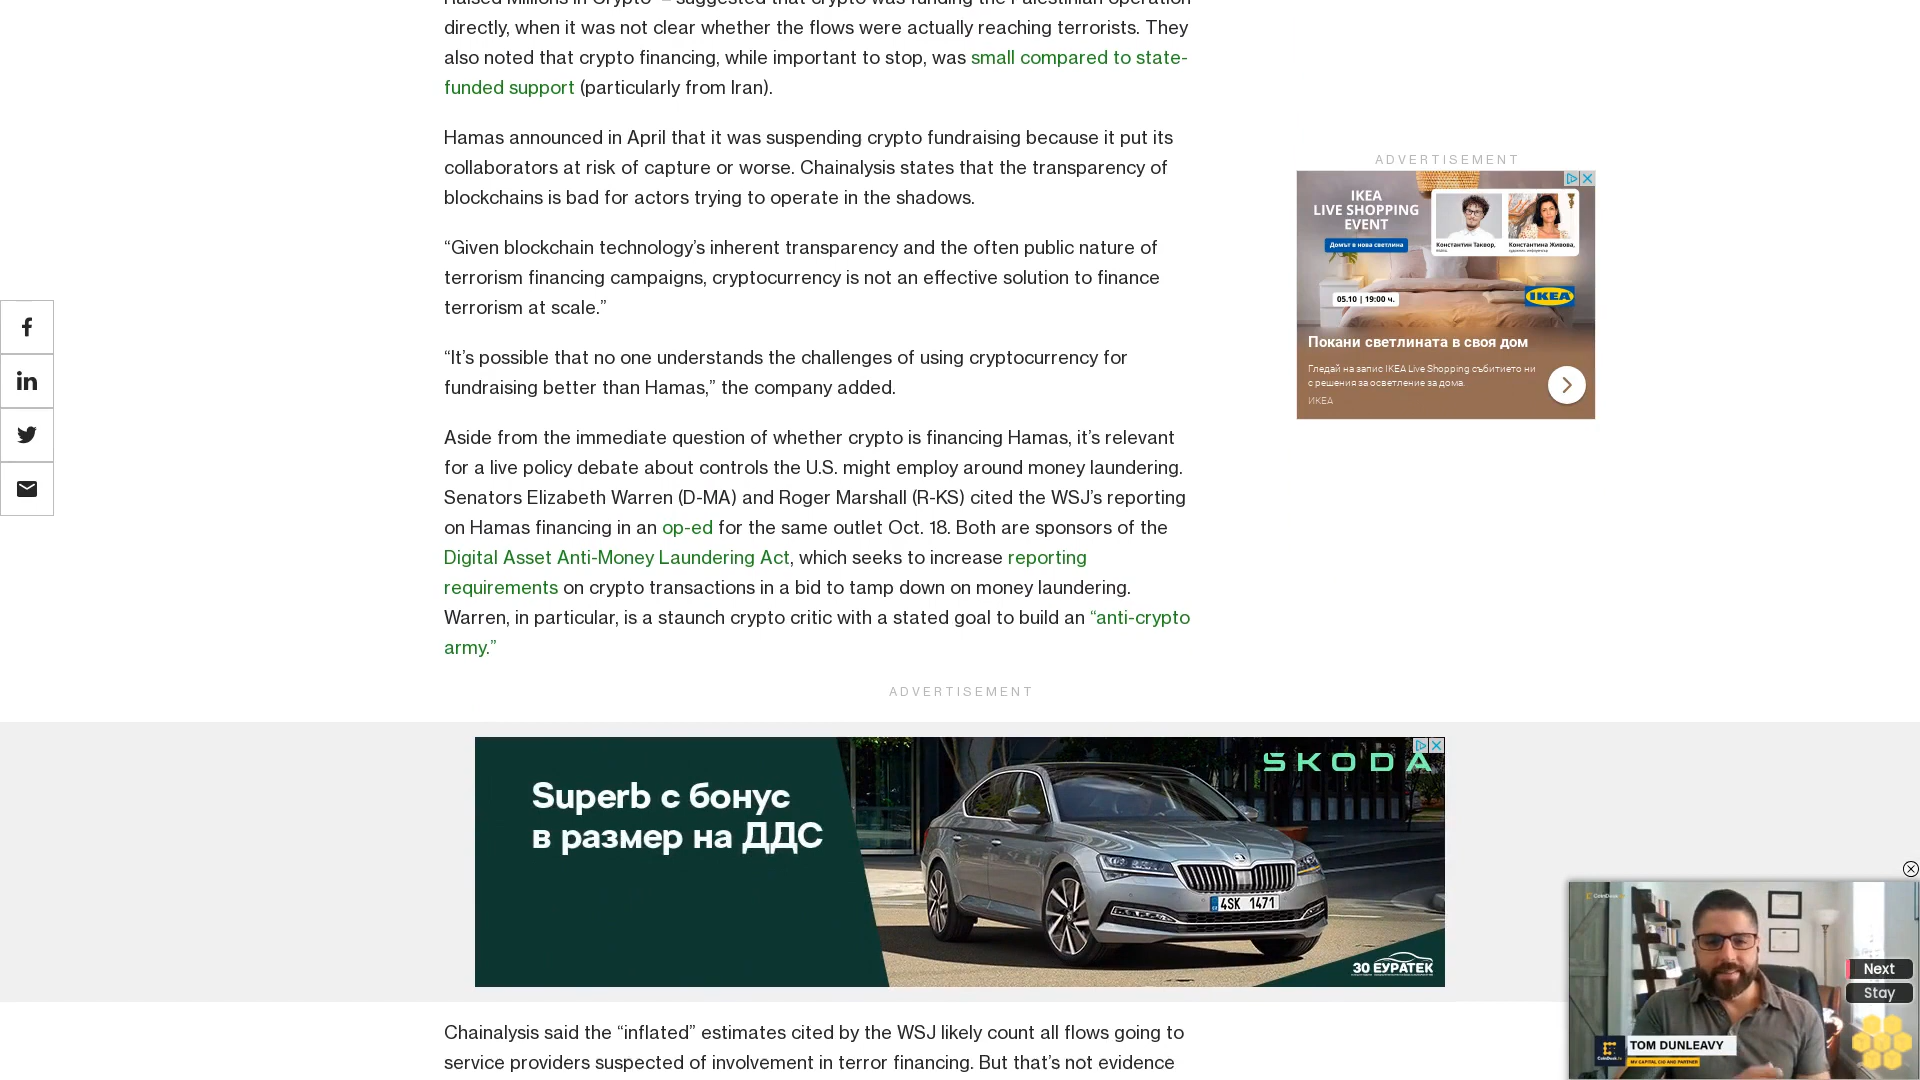 directly, when it was not clear whether the flows were actually reaching terrorists. They
also noted that crypto financing, while important to stop, was small compared to state-
funded support (particularly from Iran).
Hamas announced in April that it was suspending crypto fundraising because it put its
collaborators at risk of capture or worse. Chainalysis states that the transparency of
blockchains is bad for actors trying to operate in the shadows.
“Given blockchain technology’s inherent transparency and the often public nature of
terrorism financing campaigns, cryptocurrency is not an effective solution to finance
terrorism at scale.”
“It’s possible that no one understands the challenges of using cryptocurrency for
fundraising better than Hamas,” the company added.
Aside from the immediate question of whether crypto is financing Hamas, it’s relevant
for a live policy debate about controls the U.S. might employ around money laundering.
Senators Elizabeth Warren (D-MA) and Roger Marshall (R-KS) cited the WSJ’s reporting
on Hamas financing in an op-ed for the same outlet Oct. 18. Both are sponsors of the
Digital Asset Anti-Money Laundering Act, which seeks to increase reporting
requirements on crypto transactions in a bid to tamp down on money laundering.
Warren, in particular, is a staunch crypto critic with a stated goal to build an “anti-crypto
army.”
ADVERTISEMENT
IKEA
LIVE SHOPPING
EVENT
Домът в нова светлина
Константин Таквор,
Константина Живова,
05.10 | 19:00 ч.
IKEA
Покани светлината в своя дом
Гледай на запис IKEA Live Shopping събитието ни
с решения за осветление за дома.
ИКЕА
ADVERTISEMENT
Superb с бонус
в размер на ДДС
SKODA
4SK 1471
30 ЕУРАТЕК
Chainalysis said the “inflated” estimates cited by the WSJ likely count all flows going to
service providers suspected of involvement in terror financing. But that’s not evidence
CoinDesk
Next
Stay
TOM DUNLEAVY
MV CAPITAL CIO AND PARTNER
CoinDesk